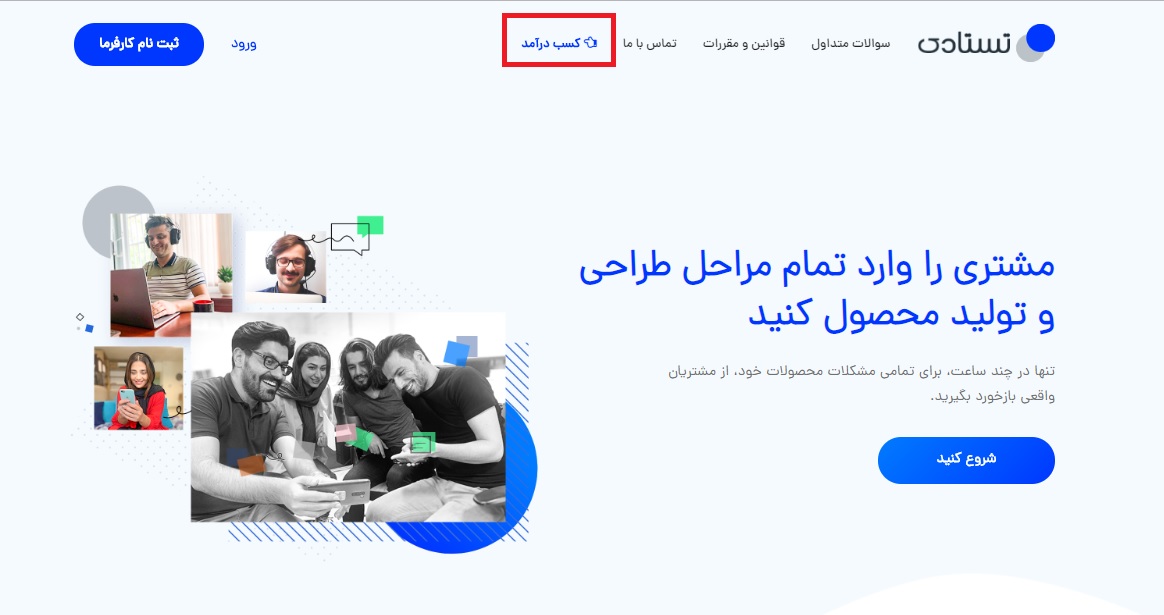 تستادی
سوالات متداول
قوانین و مقررات
تماس با ما
کسب درآمد
ورود
ثبت نام کارفرما
مشتری را وارد تمام مراحل طراحی
و تولید محصول کنید
تنها در چند ساعت، برای تمامی مشکلات محصولات خود، از مشتریان
واقعی بازخورد بگیرید.
شروع کنید